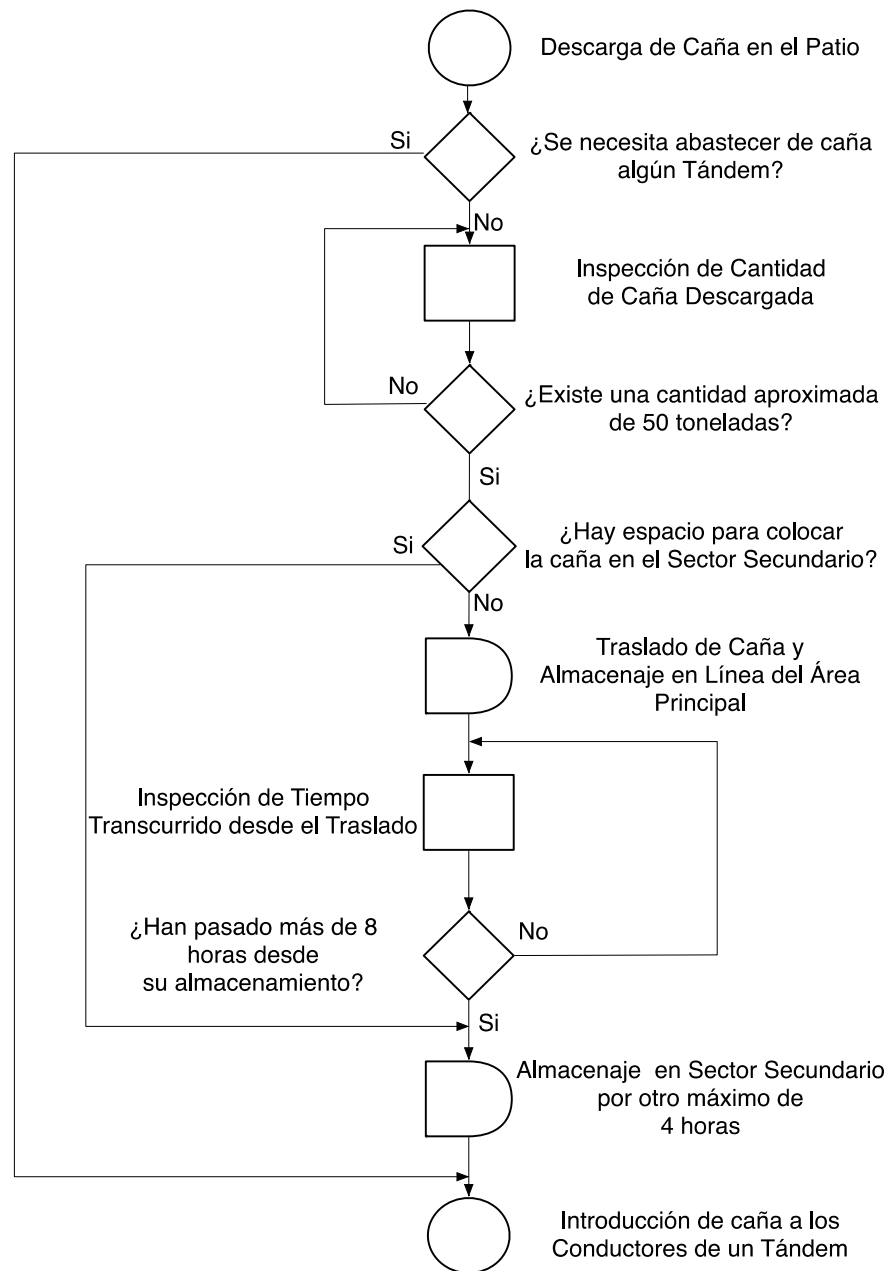 Descarga de Caña en el Patio
Si
¿Se necesita abastecer de caña
algún Tándem?
No
Inspección de Cantidad
de Caña Descargada
No
¿Existe una cantidad aproximada
de 50 toneladas?
Si
Si
¿Hay espacio para colocar
la caña en el Sector Secundario?
No
Traslado de Caña y
Almacenaje en Línea del Área
Principal
Inspección de Tiempo
Transcurrido desde el Traslado
¿Han pasado más de 8
horas desde
su almacenamiento?
No
Si
Almacenaje en Sector Secundario
por otro máximo de
4 horas
Introducción de caña a los
Conductores de un Tándem